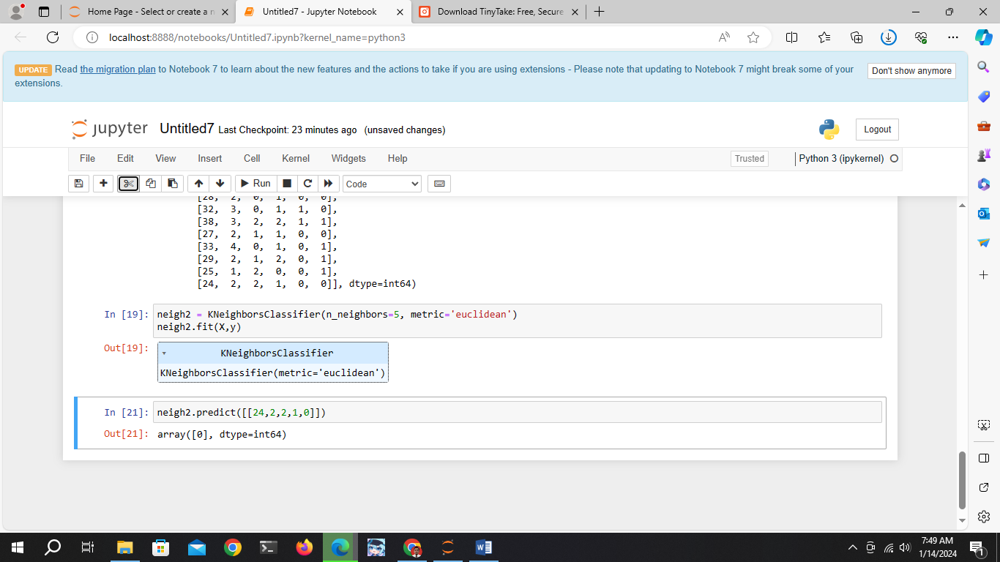 Home Page - Select or create a n
Untitled7 - Jupyter Notebook
Download TinyTake: Free, Secure
localhost:8888/notebooks/Untitled7.ipynb?kernel_name=python3
UPDATE Read the migration plan to Notebook 7 to learn about the new features and the actions to take if you are using extensions - Please note that updating to Notebook 7 might break some of your
extensions.
Don't show anymore
jupyter Untitled7 Last Checkpoint: 23 minutes ago (unsaved changes)
Logout
File Edit View Insert Cell Kernel Widgets Help
Trusted
Python 3 (ipykernel)
Run
Code
[28, 2, 0, 1, 0, 0],
[32, 3, 0, 1, 1, 0],
[38, 3, 2, 2, 1, 1],
[27, 2, 1, 1, 0, 0],
[33, 4, 0, 1, 0, 1],
[29, 2, 1, 2, 0, 1],
[25, 1, 2, 0, 0, 1],
[24, 2, 2, 1, 0, 0]], dtype=int64)
In [19]: neigh2 = KNeighborsClassifier(n_neighbors=5, metric='euclidean')
neigh2.fit(X,y)
Out[19]: KNeighborsClassifier
KNeighborsClassifier(metric='euclidean')
In [21]: neigh2.predict([[24,2,2,1,0]])
Out[21]: array([0], dtype=int64)
7:49 AM
1/14/2024
1